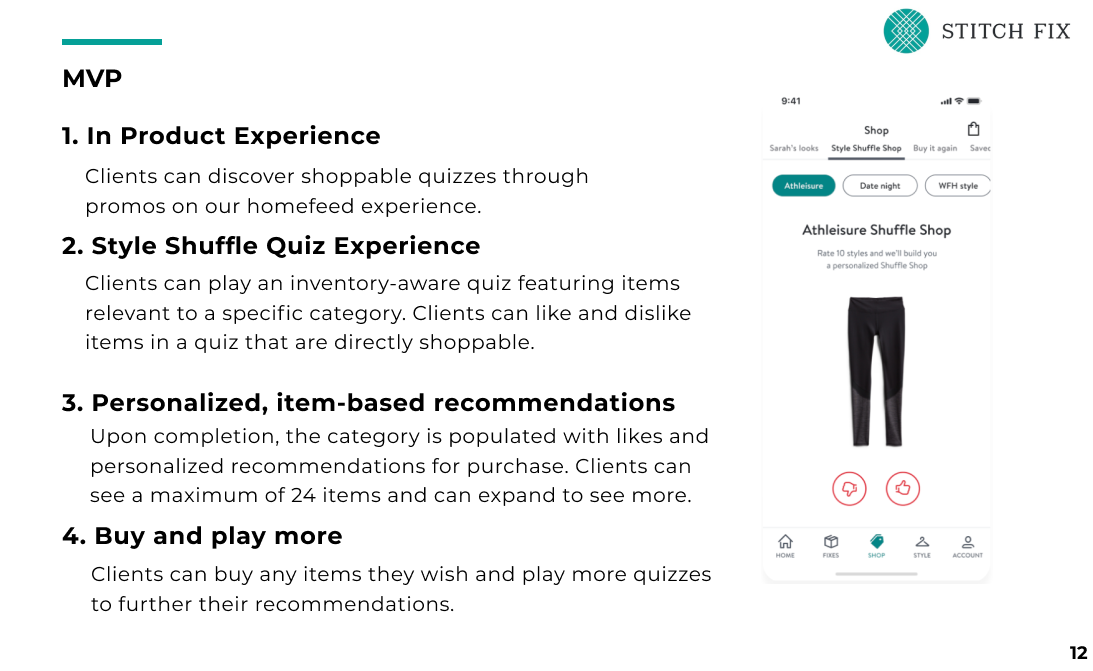 STITCH FIX
MVP
1. In Product Experience
Clients can discover shoppable quizzes through
promos on our homefeed experience.
2. Style Shuffle Quiz Experience
Clients can play an inventory-aware quiz featuring items
relevant to a specific category. Clients can like and dislike
items in a quiz that are directly shoppable.
3. Personalized, item-based recommendations
Upon completion, the category is populated with likes and
personalized recommendations for purchase. Clients can
see a maximum of 24 items and can expand to see more.
4. Buy and play more
Clients can buy any items they wish and play more quizzes
to further their recommendations.
9:41
Shop
Sarah's looks Style Shuffle Shop Buy it again Saved
Athleisure Date night WFH style
Athleisure Shuffle Shop
Rate 10 styles and we'll build you
a personalized Shuffle Shop
HOME FIXES SHOP STYLE ACCOUNT
12